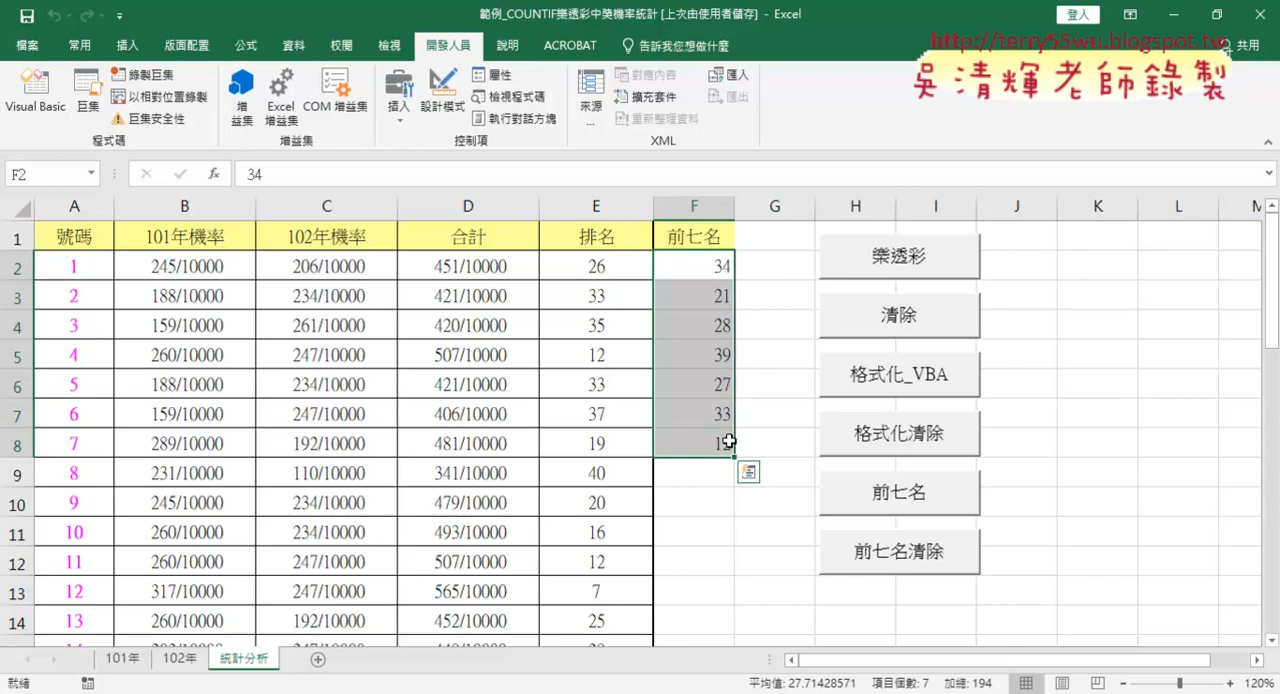 範例_COUNTIF樂透彩中獎機率統計 [上次由使用者儲存] - Excel
登入
檔案 常用 插入 版面配置 公式 資料 校閱 檢視 開發人員 說明 ACROBAT 告訴我您想做什麼 共用
http://terry55wu.blogspot.tw
吳清輝老師錄製
Visual Basic 巨集 錄製巨集 以相對位置錄製 巨集安全性
程式碼
增益集 Excel 增益集 COM 增益集
增益集
插入 設計模式 屬性 檢視程式碼 執行對話方塊
控制項
來源... 對應內容 擴充套件 重新整理資料 匯入 匯出
XML
F2 fx 34
A B C D E F G H I J K L M
1 號碼 101年機率 102年機率 合計 排名 前七名
2 1 245/10000 206/10000 451/10000 26 34
3 2 188/10000 234/10000 421/10000 33 21
4 3 159/10000 261/10000 420/10000 35 28
5 4 260/10000 247/10000 507/10000 12 39
6 5 188/10000 234/10000 421/10000 33 27
7 6 159/10000 247/10000 406/10000 37 33
8 7 289/10000 192/10000 481/10000 19
9 8 231/10000 110/10000 341/10000 40
10 9 245/10000 234/10000 479/10000 20
11 10 260/10000 234/10000 493/10000 16
12 11 260/10000 247/10000 507/10000 12
13 12 317/10000 247/10000 565/10000 7
14 13 260/10000 192/10000 452/10000 25
樂透彩
清除
格式化_VBA
格式化清除
前七名
前七名清除
101年 102年 統計分析
就緒 平均值: 27.71428571 項目個數: 7 加總: 194 120%